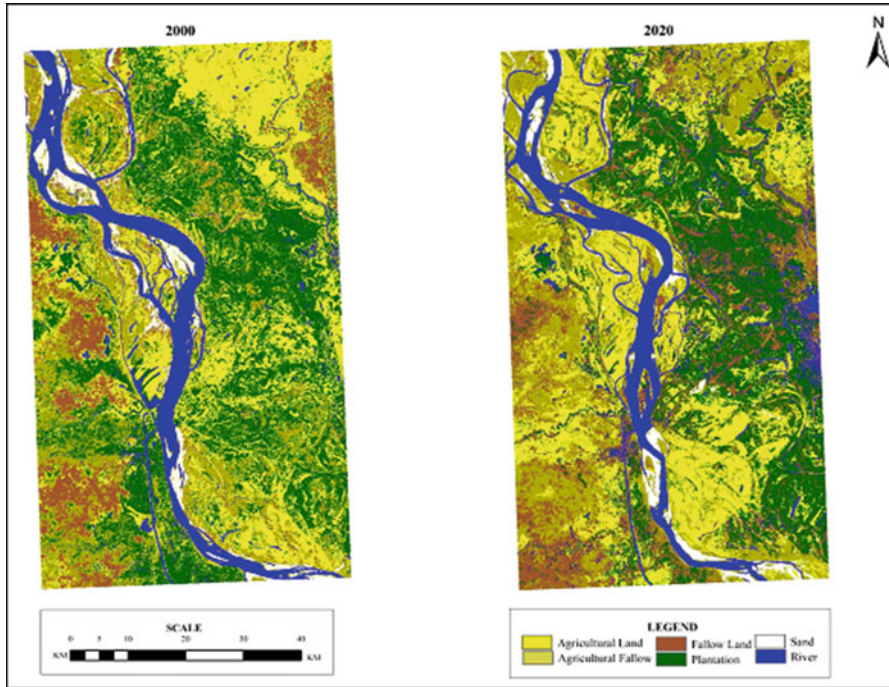 2000
2020
N
SCALE
0 5 10 20 30 40
KM KM
LEGEND
Agricultural Land Fallow Land Sand
Agricultural Fallow Plantation River